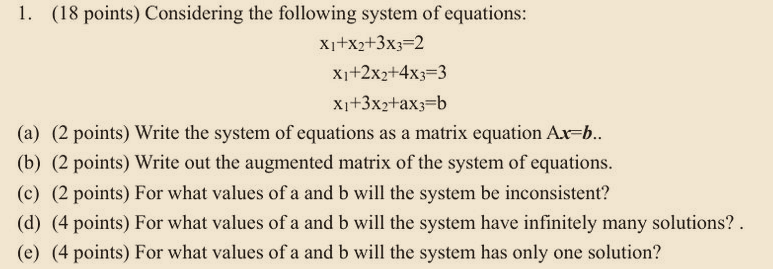 1. (18 points) Considering the following system of equations:
x₁+x₂+3x₃=2
x₁+2x₂+4x₃=3
x₁+3x₂+ax₃=b
(a) (2 points) Write the system of equations as a matrix equation Ax=b..
(b) (2 points) Write out the augmented matrix of the system of equations.
(c) (2 points) For what values of a and b will the system be inconsistent?
(d) (4 points) For what values of a and b will the system have infinitely many solutions? .
(e) (4 points) For what values of a and b will the system has only one solution?